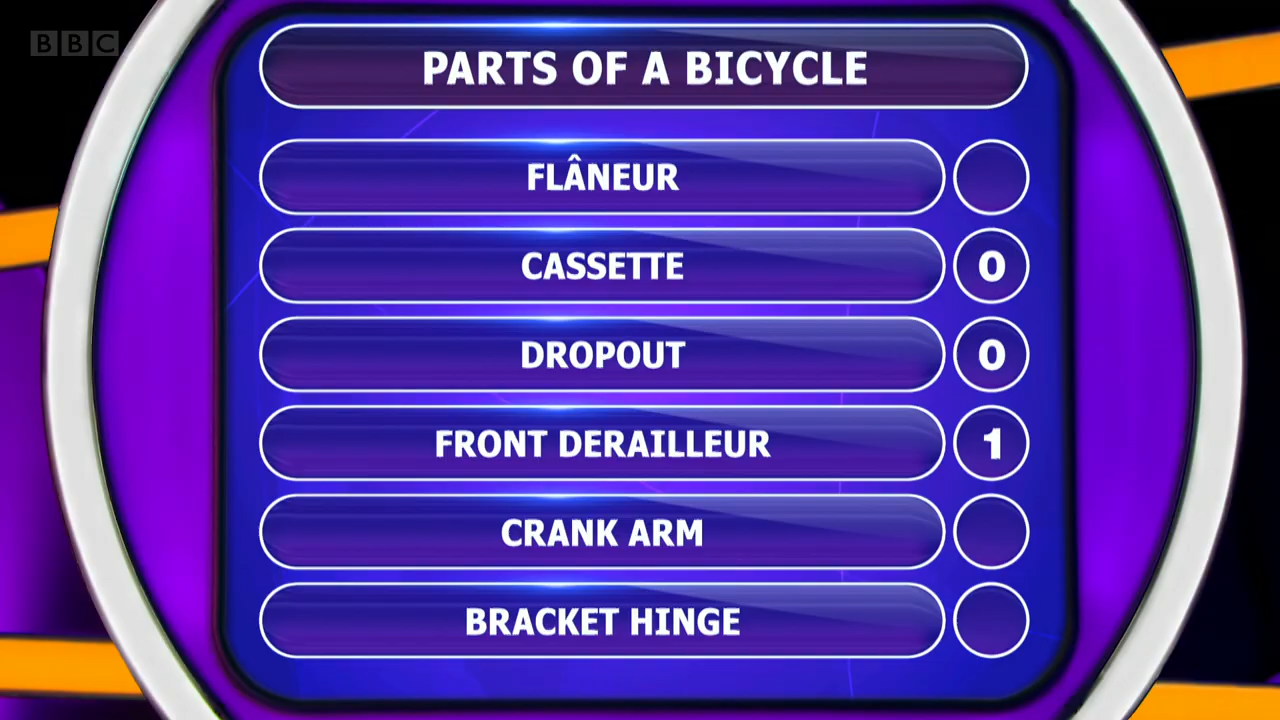 BBC
PARTS OF A BICYCLE
FLÂNEUR
CASSETTE 0
DROPOUT 0
FRONT DERAILLEUR 1
CRANK ARM
BRACKET HINGE